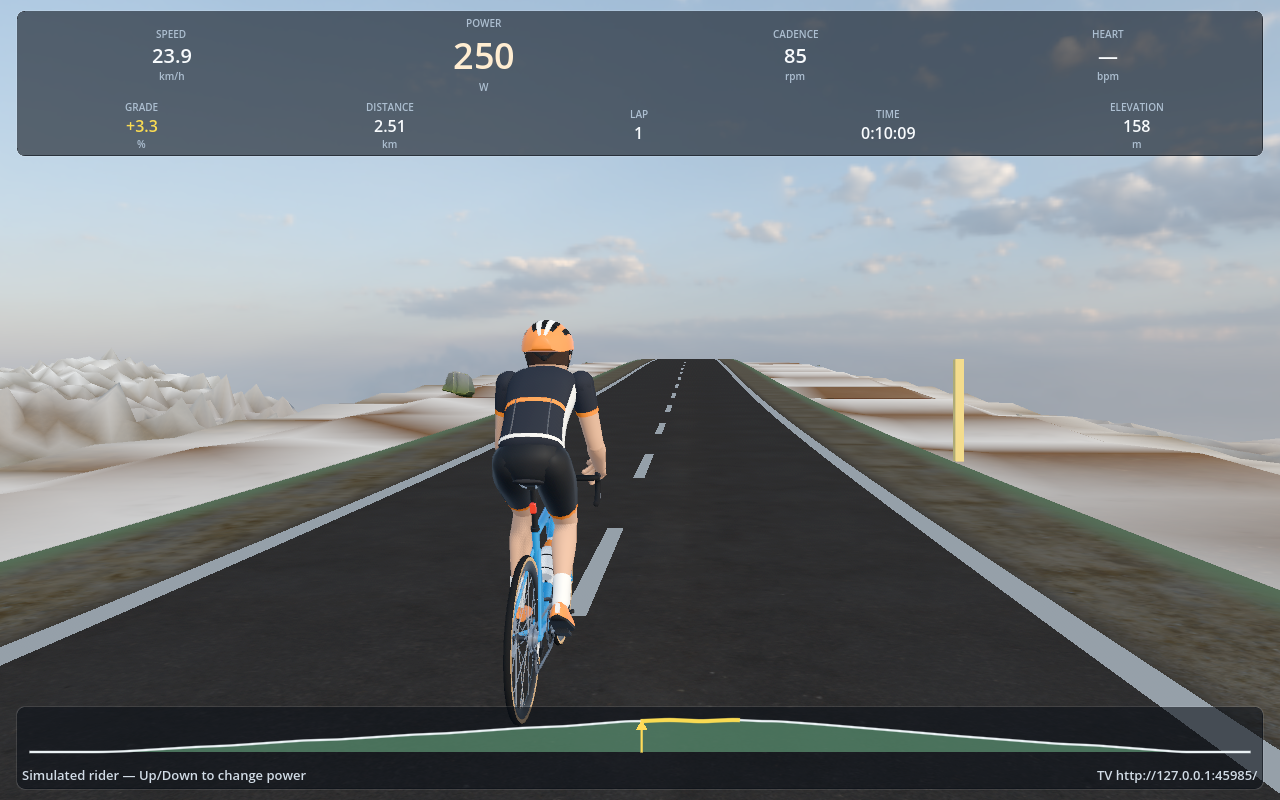 SPEED
23.9
km/h
POWER
250
W
CADENCE
85
rpm
HEART
—
bpm
GRADE
+3.3
%
DISTANCE
2.51
km
LAP
1
TIME
0:10:09
ELEVATION
158
m
Simulated rider — Up/Down to change power
TV http://127.0.0.1:45985/